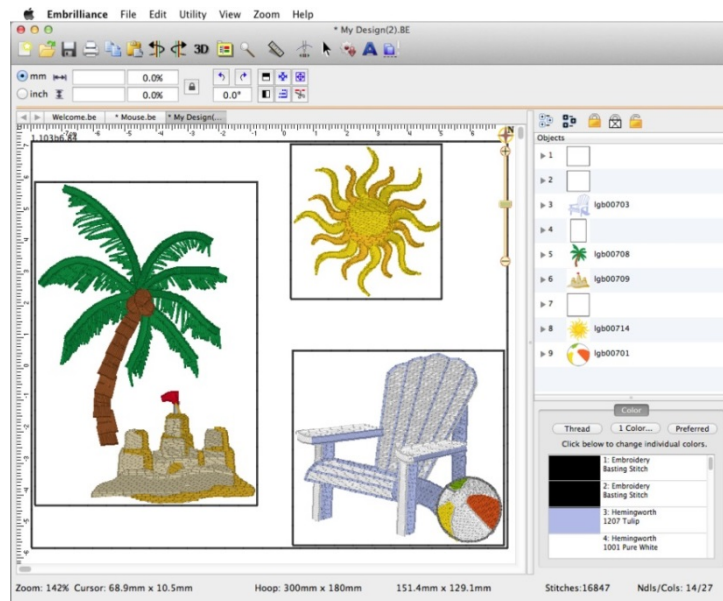 Embrilliance File Edit Utility View Zoom Help
* My Design(2).BE
3D
A
mm 0.0%
inch 0.0% 0.0°
Welcome.be * Mouse.be * My Design(...
N
Objects
1
2
3 lgb00703
4
5 lgb00708
6 lgb00709
7
8 lgb00714
9 lgb00701
Color
Thread 1 Color... Preferred
Click below to change individual colors.
1: Embroidery
Basting Stitch
2: Embroidery
Basting Stitch
3: Hemingworth
1207 Tulip
4: Hemingworth
1001 Pure White
Zoom: 142% Cursor: 68.9mm x 10.5mm Hoop: 300mm x 180mm 151.4mm x 129.1mm Stitches:16847 Ndls/Cols: 14/27